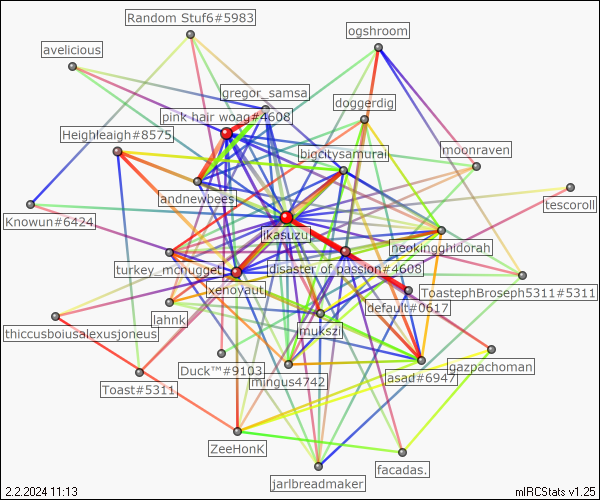 Random Stuf6#5983
ogshroom
avelicious
gregor_samsa
doggerdig
pink hair woag#4608
Heighleaigh#8575
bigcitysamurai
moonraven
andnewbees
tescoroll
Knowun#6424
ikasuzu
neokingghidorah
turkey_mcnugget
disaster of passion#4608
xenoyaut
ToastephBroseph5311#5311
default#0617
lahnk
mukszi
thiccusboiusalexusjoneus
Duck™#9103
gazpachoman
mingus4742
asad#6947
Toast#5311
ZeeHonK
facadas.
jarlbreadmaker
2.2.2024 11:13
mIRCStats v1.25